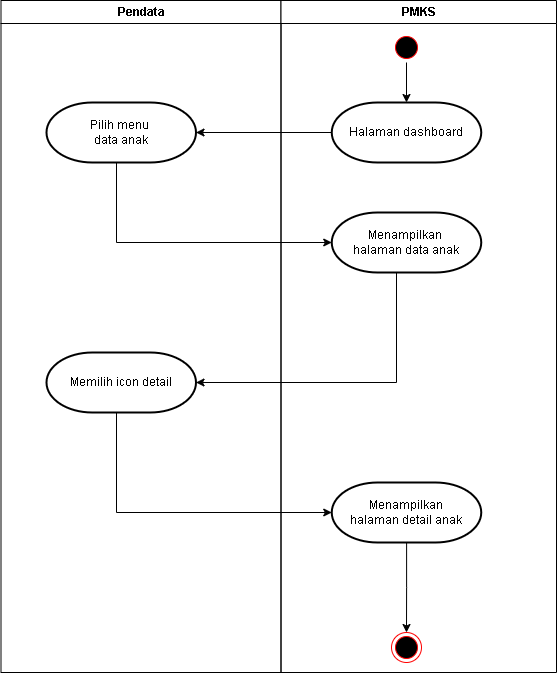 Pendata
PMKS
Halaman dashboard
Pilih menu
data anak
Menampilkan
halaman data anak
Memilih icon detail
Menampilkan
halaman detail anak